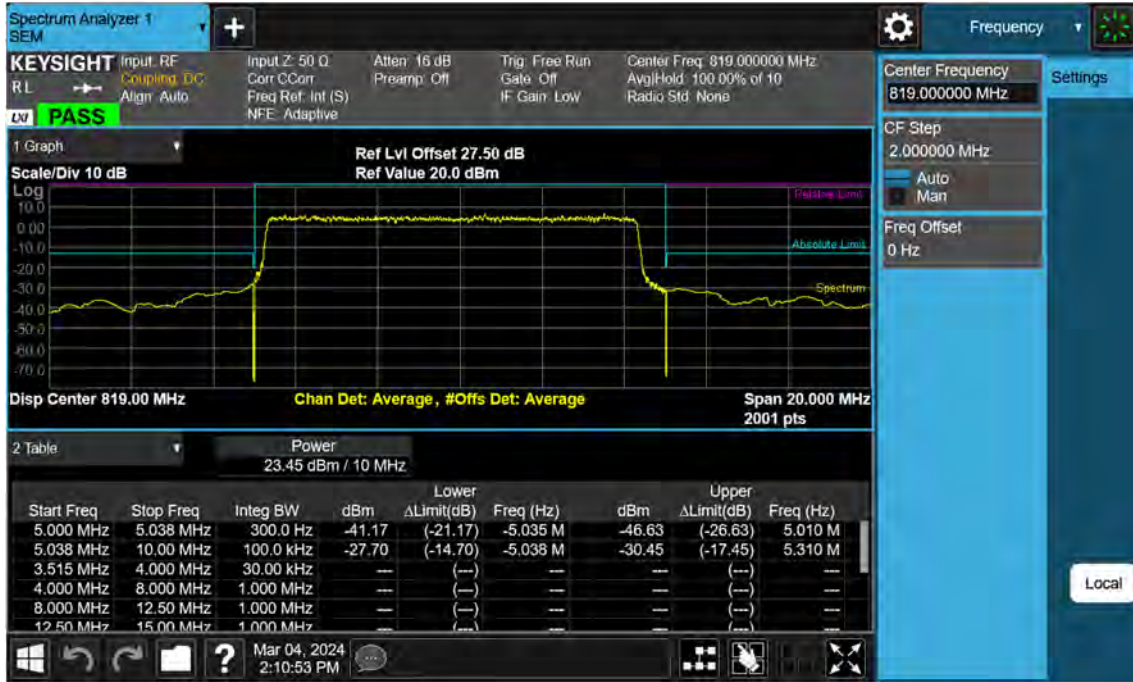 Spectrum Analyzer 1
SEM
+
Frequency
KEYSIGHT
RL
LXI
PASS
Input: RF
Coupling: DC
Align: Auto
Input Z: 50 Ω
Corr CCorr
Freq Ref: Int (S)
NFE: Adaptive
Atten: 16 dB
Preamp: Off
Trig: Free Run
Gate: Off
IF Gain: Low
Center Freq: 819.000000 MHz
Avg|Hold: 100.00% of 10
Radio Std: None
Center Frequency
819.000000 MHz
Settings
CF Step
2.000000 MHz
Auto
Man
Freq Offset
0 Hz
1 Graph
Scale/Div 10 dB
Ref Lvl Offset 27.50 dB
Ref Value 20.0 dBm
Log
10.0
0.00
-10.0
-20.0
-30.0
-40.0
-50.0
-60.0
-70.0
Relative Limit
Absolute Limit
Spectrum
Disp Center 819.00 MHz
Chan Det: Average, #Offs Det: Average
Span 20.000 MHz
2001 pts
2 Table
Power
23.45 dBm / 10 MHz
Lower Upper
Start Freq Stop Freq Integ BW dBm ΔLimit(dB) Freq (Hz) dBm ΔLimit(dB) Freq (Hz)
5.000 MHz 5.038 MHz 300.0 Hz -41.17 (-21.17) -5.035 M -46.63 (-26.63) 5.010 M
5.038 MHz 10.00 MHz 100.0 kHz -27.70 (-14.70) -5.038 M -30.45 (-17.45) 5.310 M
3.515 MHz 4.000 MHz 30.00 kHz --- (---) --- --- (---) ---
4.000 MHz 8.000 MHz 1.000 MHz --- (---) --- --- (---) ---
8.000 MHz 12.50 MHz 1.000 MHz --- (---) --- --- (---) ---
12.50 MHz 15.00 MHz 1.000 MHz --- (---) --- --- (---) ---
Local
?
Mar 04, 2024
2:10:53 PM